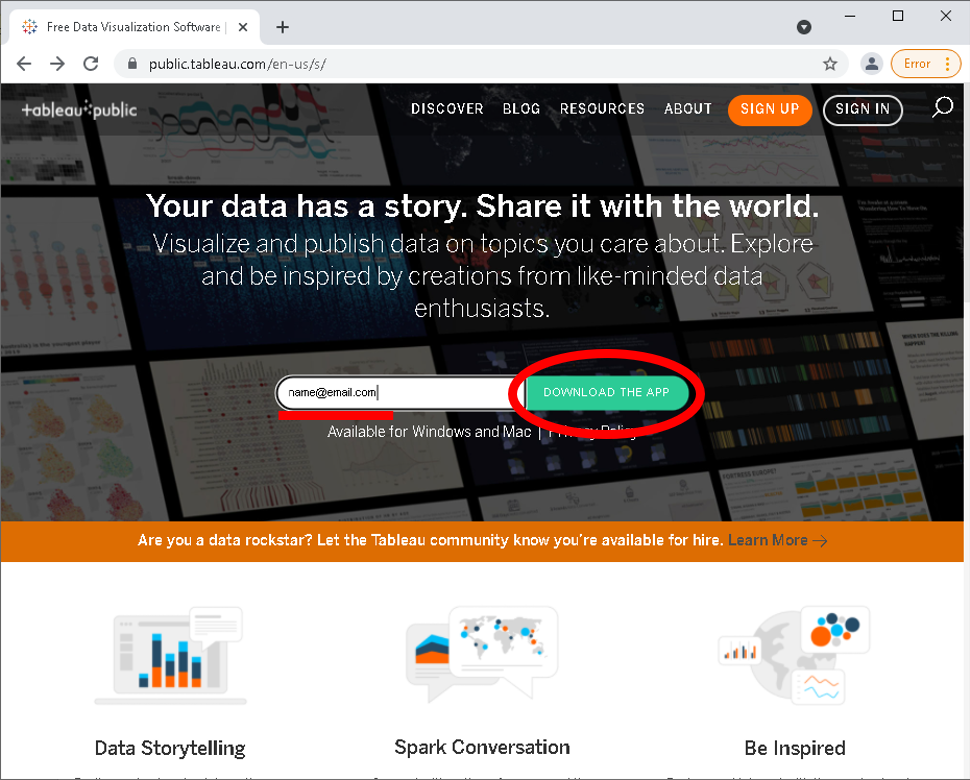 Free Data Visualization Software |
public.tableau.com/en-us/s/
Error
tableau public
DISCOVER BLOG RESOURCES ABOUT SIGN UP SIGN IN
Your data has a story. Share it with the world.
Visualize and publish data on topics you care about. Explore
and be inspired by creations from like-minded data
enthusiasts.
name@email.com
DOWNLOAD THE APP
Available for Windows and Mac | Privacy Policy
Are you a data rockstar? Let the Tableau community know you're available for hire. Learn More →
Data Storytelling
Spark Conversation
Be Inspired